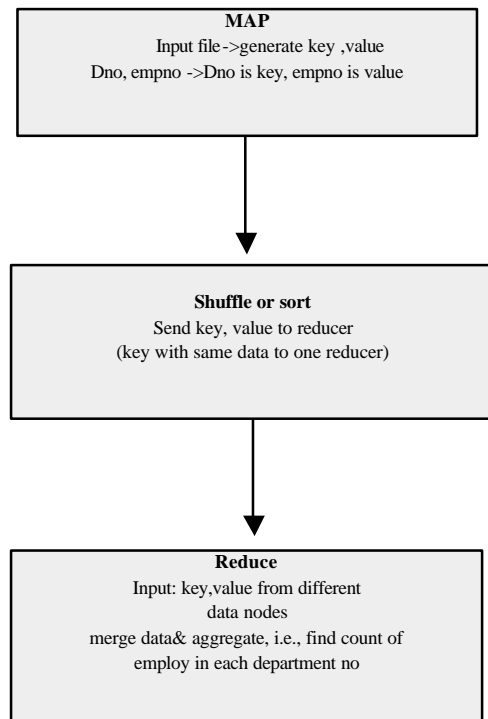 MAP
Input file->generate key ,value
Dno, empno ->Dno is key, empno is value
Shuffle or sort
Send key, value to reducer
(key with same data to one reducer)
Reduce
Input: key,value from different
data nodes
merge data& aggregate, i.e., find count of
employ in each department no